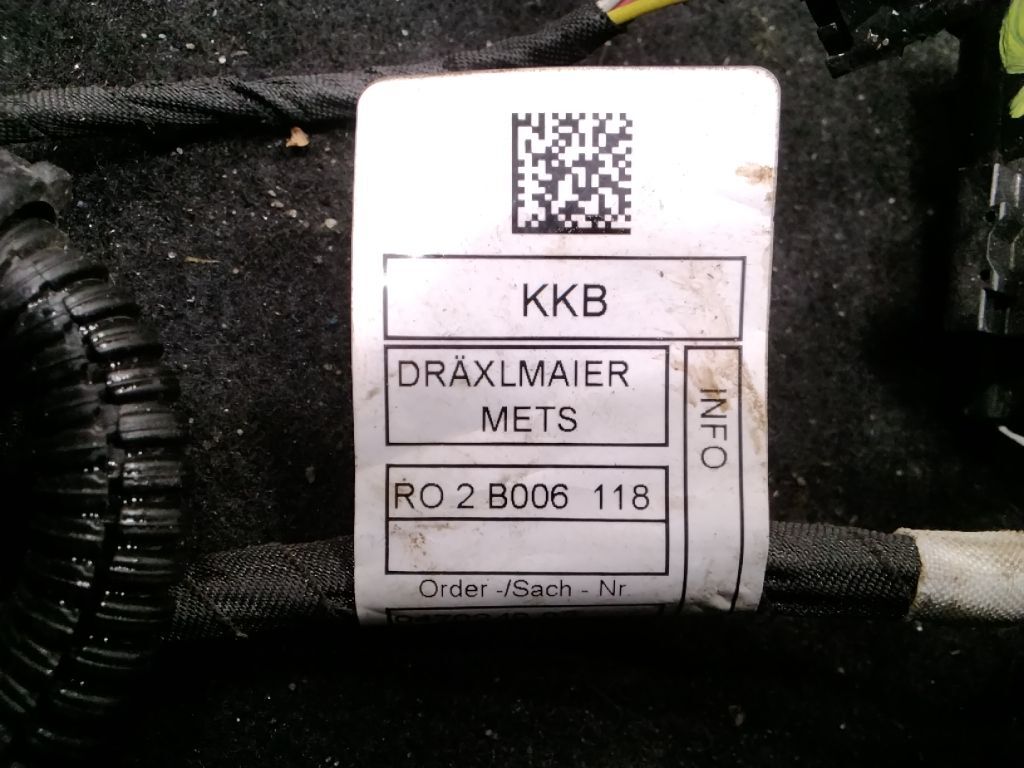 KKB
DRÄXLMAIER
METS
INFO
RO 2 B006 118
Order -/Sach - Nr